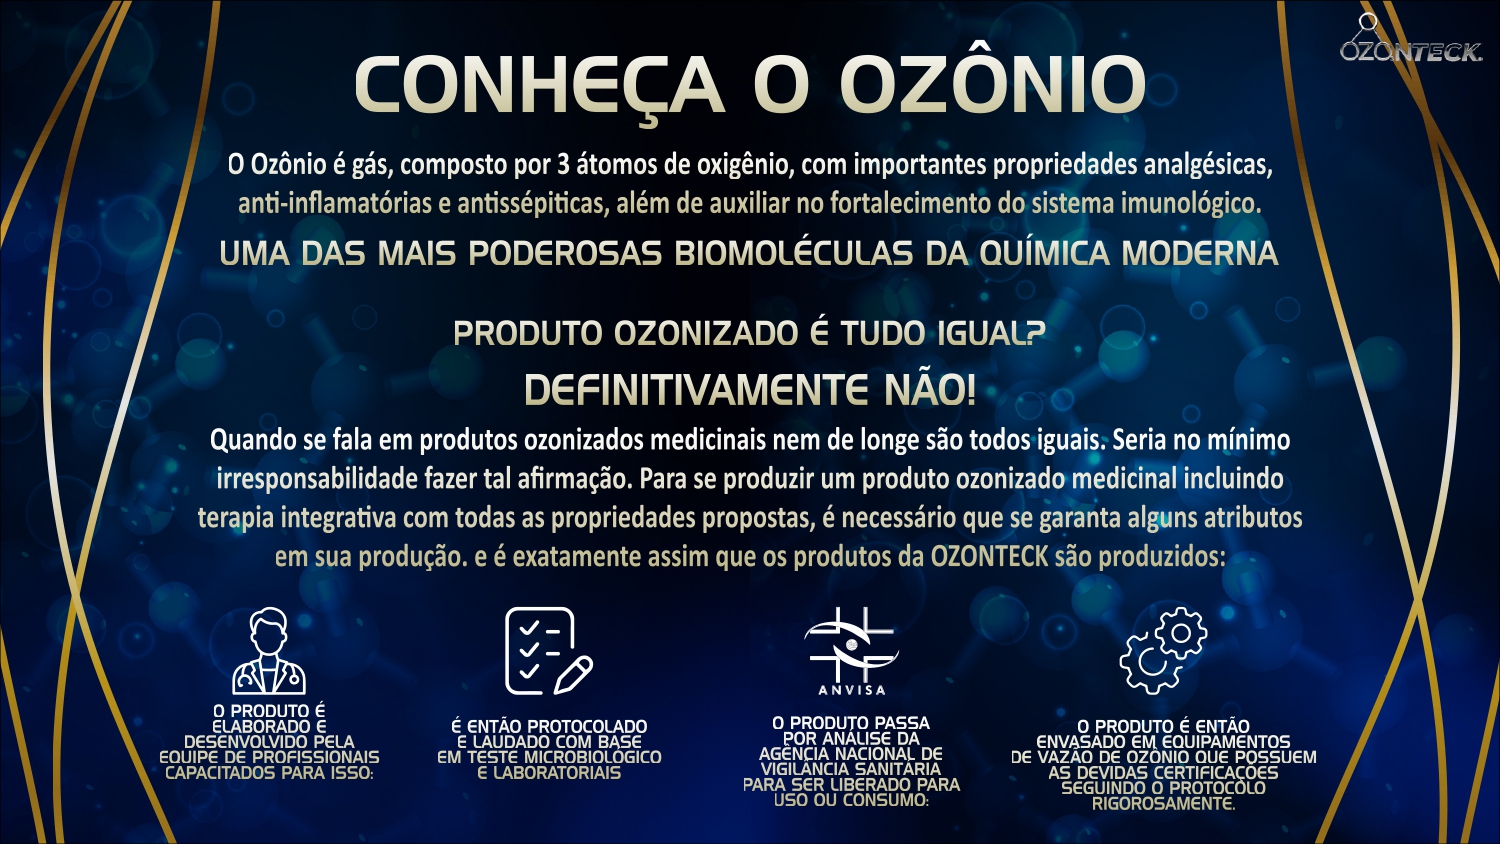 OZONTECK
CONHEÇA O OZÔNIO
O Ozônio é gás, composto por 3 átomos de oxigênio, com importantes propriedades analgésicas,
anti-inflamatórias e antissépiticas, além de auxiliar no fortalecimento do sistema imunológico.
UMA DAS MAIS PODEROSAS BIOMOLÉCULAS DA QUÍMICA MODERNA
PRODUTO OZONIZADO É TUDO IGUAL?
DEFINITIVAMENTE NÃO!
Quando se fala em produtos ozonizados medicinais nem de longe são todos iguais. Seria no mínimo
irresponsabilidade fazer tal afirmação. Para se produzir um produto ozonizado medicinal incluindo
terapia integrativa com todas as propriedades propostas, é necessário que se garanta alguns atributos
em sua produção. e é exatamente assim que os produtos da OZONTECK são produzidos:
O PRODUTO É
ELABORADO E
DESENVOLVIDO PELA
EQUIPE DE PROFISSIONAIS
CAPACITADOS PARA ISSO:
É ENTÃO PROTOCOLADO
E LAUDADO COM BASE
EM TESTE MICROBIOLÓGICO
E LABORATORIAIS
ANVISA
O PRODUTO PASSA
POR ANÁLISE DA
AGÊNCIA NACIONAL DE
VIGILÂNCIA SANITÁRIA
PARA SER LIBERADO PARA
USO OU CONSUMO:
O PRODUTO É ENTÃO
ENVASADO EM EQUIPAMENTOS
DE VAZÃO DE OZÔNIO QUE POSSUEM
AS DEVIDAS CERTIFICAÇÕES
SEGUINDO O PROTOCOLO
RIGOROSAMENTE.